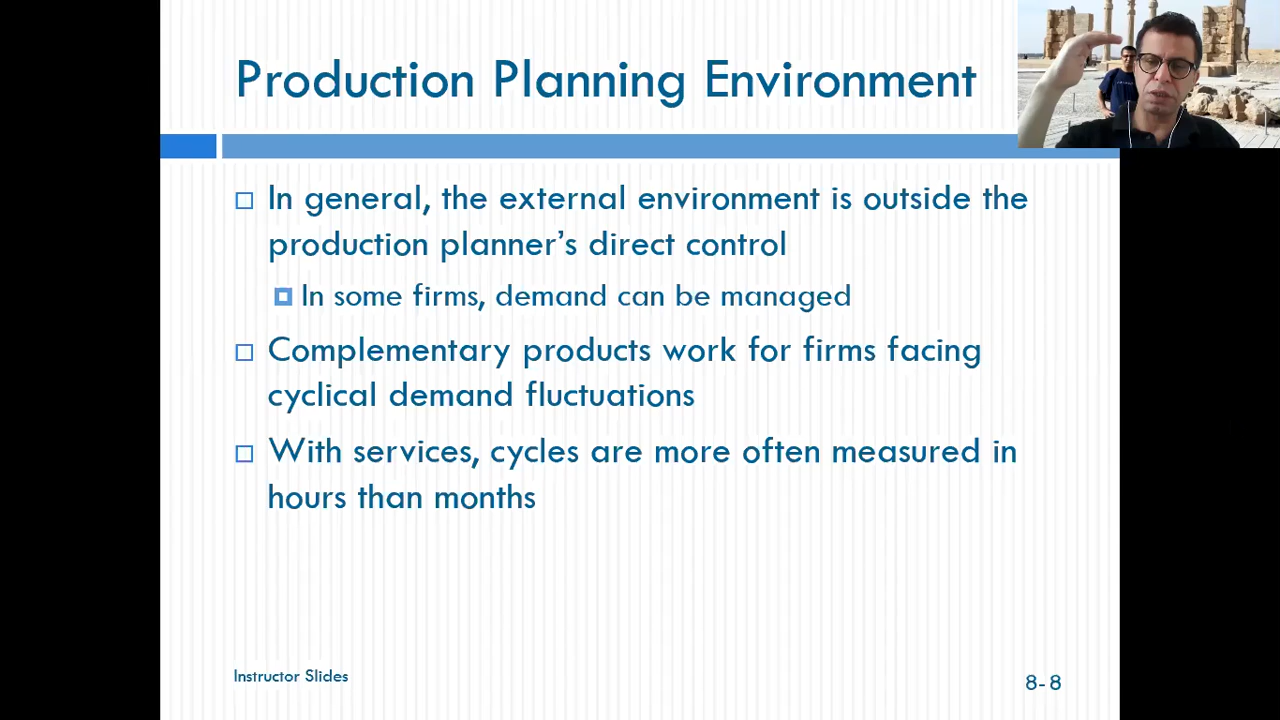 Production Planning Environment
In general, the external environment is outside the
production planner’s direct control
In some firms, demand can be managed
Complementary products work for firms facing
cyclical demand fluctuations
With services, cycles are more often measured in
hours than months
Instructor Slides
8-8